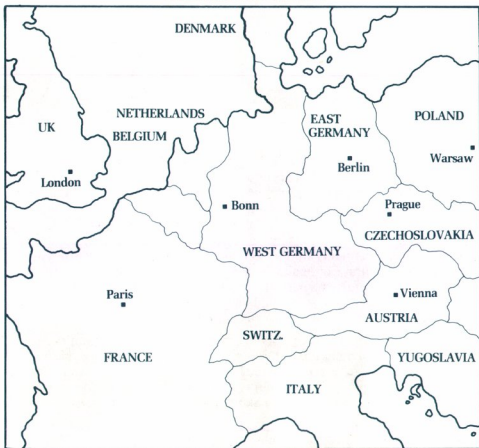 DENMARK
NETHERLANDS
BELGIUM
UK
London
EAST
GERMANY
Berlin
POLAND
Warsaw
Bonn
Prague
CZECHOSLOVAKIA
WEST GERMANY
Paris
Vienna
AUSTRIA
SWITZ.
FRANCE
YUGOSLAVIA
ITALY